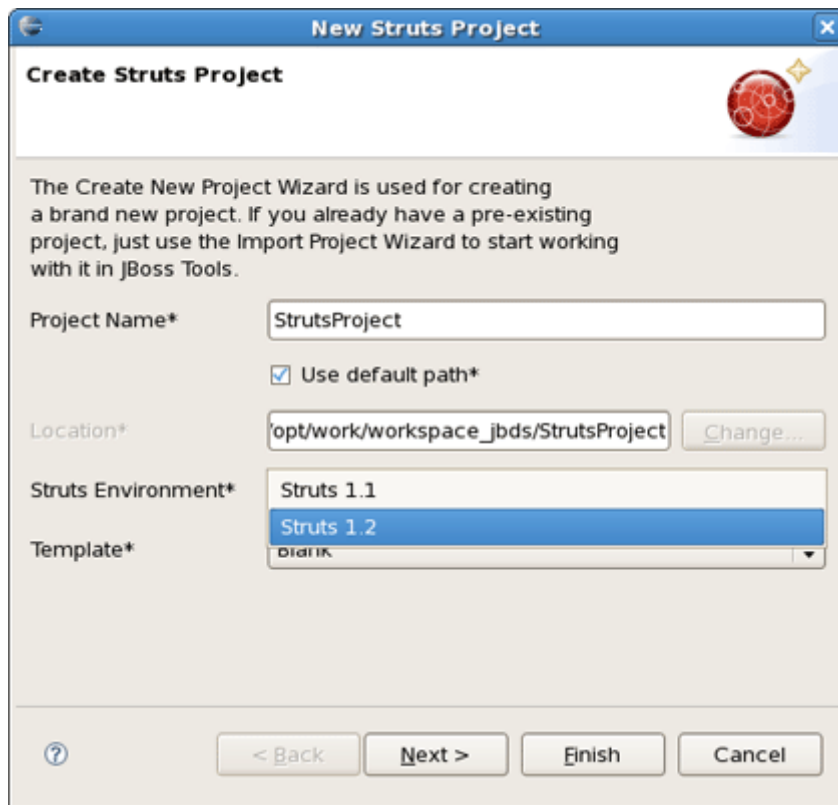 New Struts Project
Create Struts Project
The Create New Project Wizard is used for creating
a brand new project. If you already have a pre-existing
project, just use the Import Project Wizard to start working
with it in JBoss Tools.
Project Name* StrutsProject
Use default path*
Location* /opt/work/workspace_jbds/StrutsProject Change...
Struts Environment* Struts 1.1
Struts 1.2
Template* Blank
< Back Next > Finish Cancel